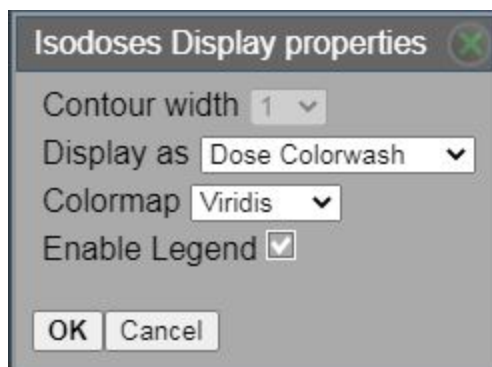 Isodoses Display properties
Contour width 1
Display as Dose Colorwash
Colormap Viridis
Enable Legend
OK Cancel